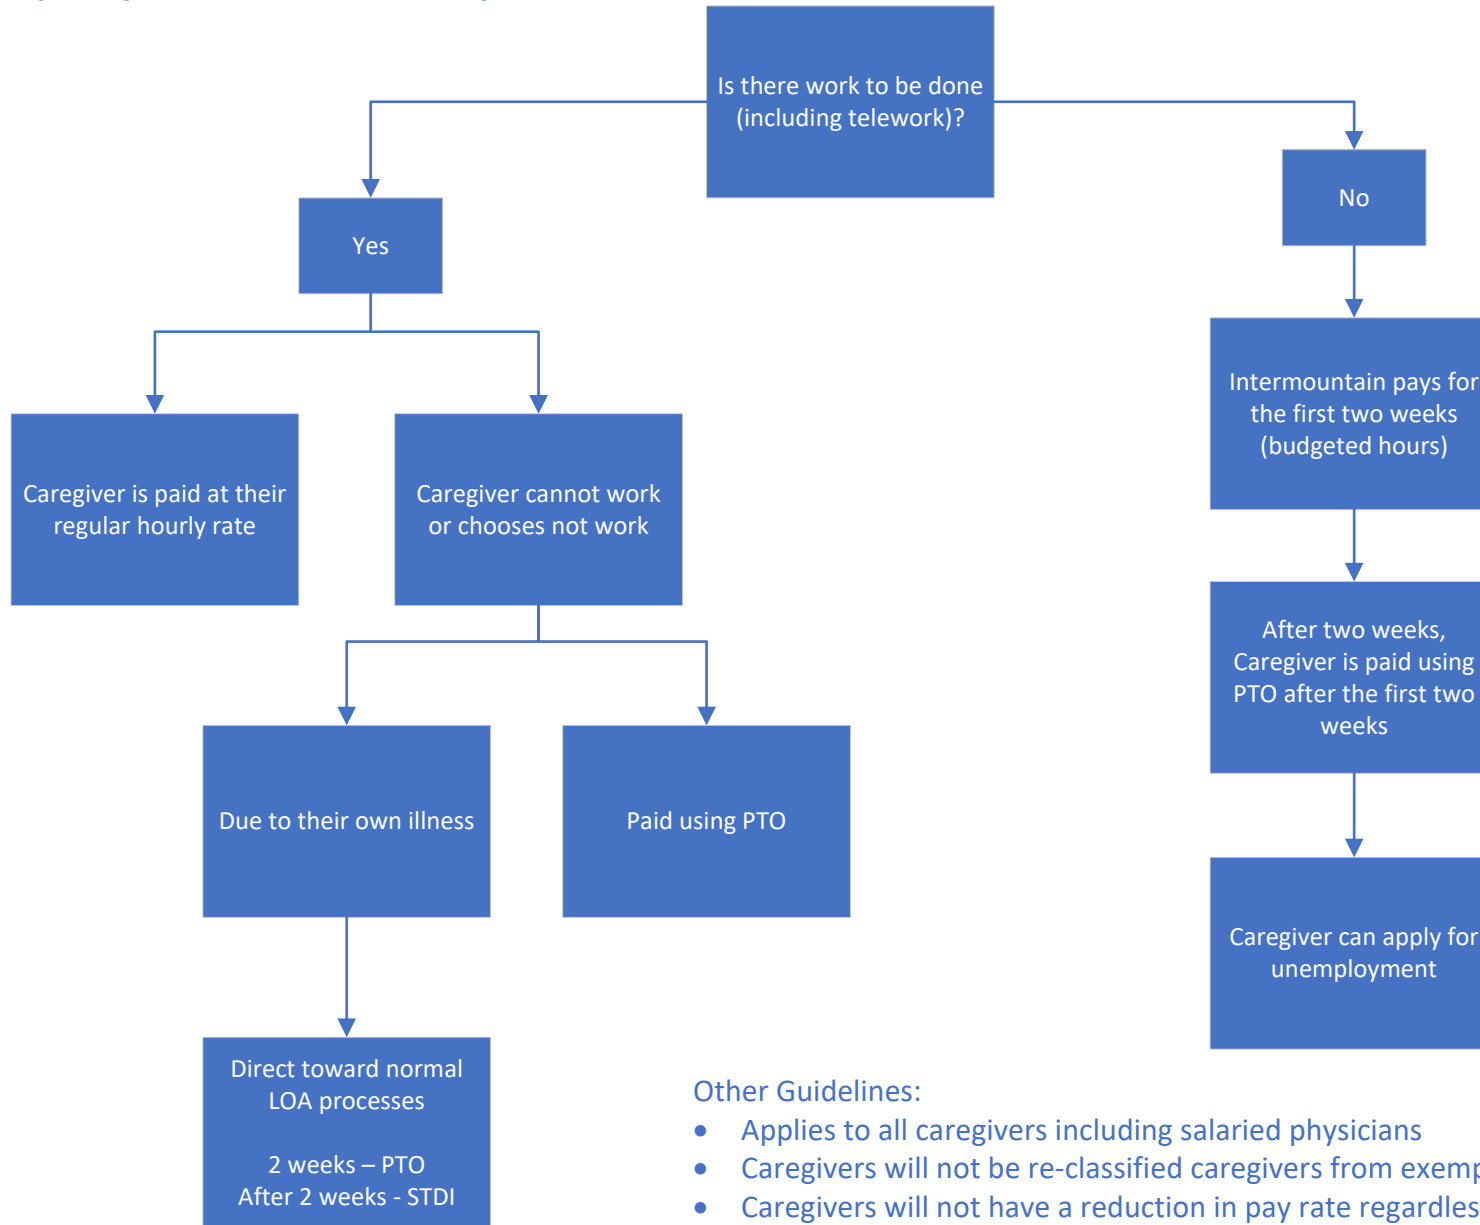 Is there work to be done
(including telework)?
Yes
No
Caregiver is paid at their
regular hourly rate
Caregiver cannot work
or chooses not work
Intermountain pays for
the first two weeks
(budgeted hours)
After two weeks,
Caregiver is paid using
PTO after the first two
weeks
Due to their own illness
Paid using PTO
Caregiver can apply for
unemployment
Direct toward normal
LOA processes
2 weeks – PTO
After 2 weeks - STDI
Other Guidelines:
• Applies to all caregivers including salaried physicians
• Caregivers will not be re-classified caregivers from exemp
• Caregivers will not have a reduction in pay rate regardles